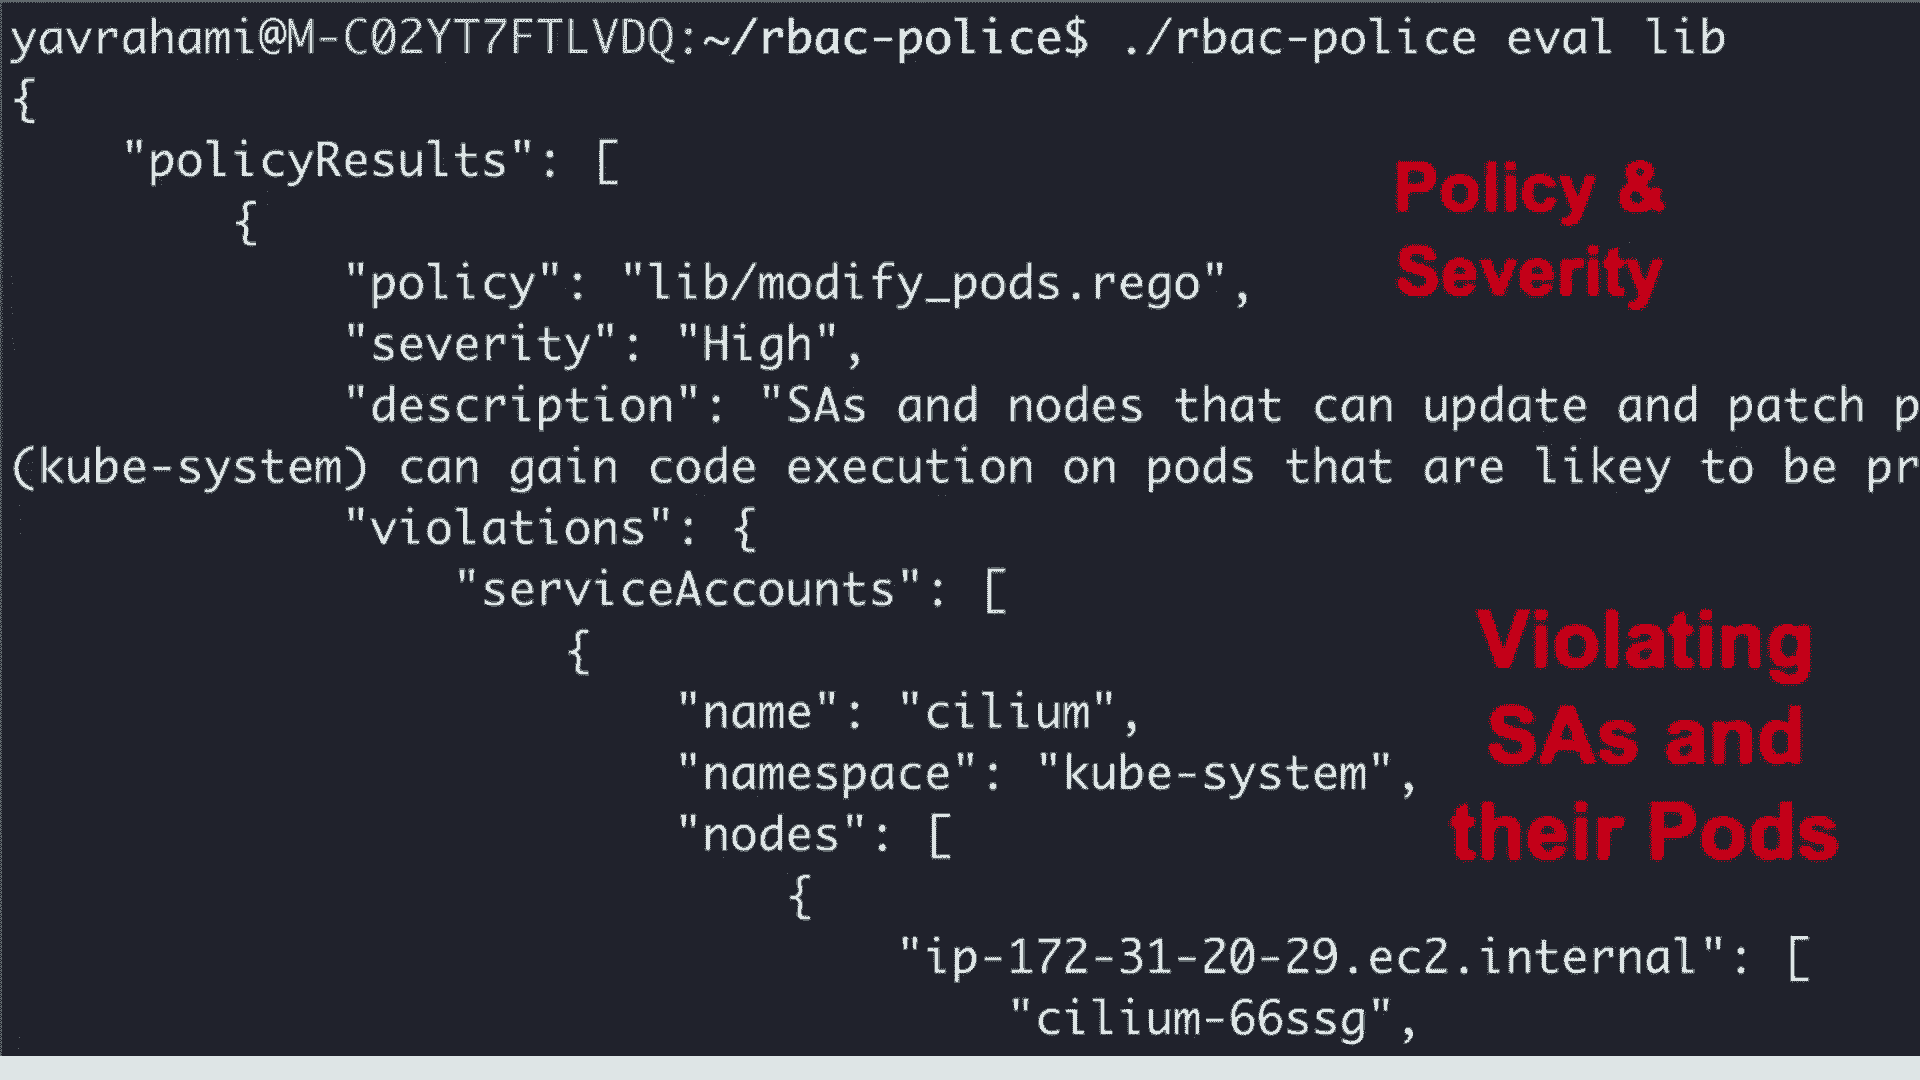 yavrahami@M-C02YT7FTLVDQ:~/rbac-police$ ./rbac-police eval lib
{
"policyResults": [
{
"policy": "lib/modify_pods.rego",
"severity": "High",
"description": "SAs and nodes that can update and patch p
(kube-system) can gain code execution on pods that are likey to be pr
"violations": {
"serviceAccounts": [
{
"name": "cilium",
"namespace": "kube-system",
"nodes": [
{
"ip-172-31-20-29.ec2.internal": [
"cilium-66ssg",
Policy &
Severity
Violating
SAs and
their Pods